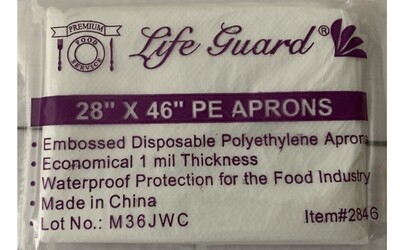 PREMIUM
FOOD
SERVICE
Life Guard®
28" X 46" PE APRONS
• Embossed Disposable Polyethylene Aprons
• Economical 1 mil Thickness
• Waterproof Protection for the Food Industry
• Made in China
• Lot No.: M36JWC
Item#2846